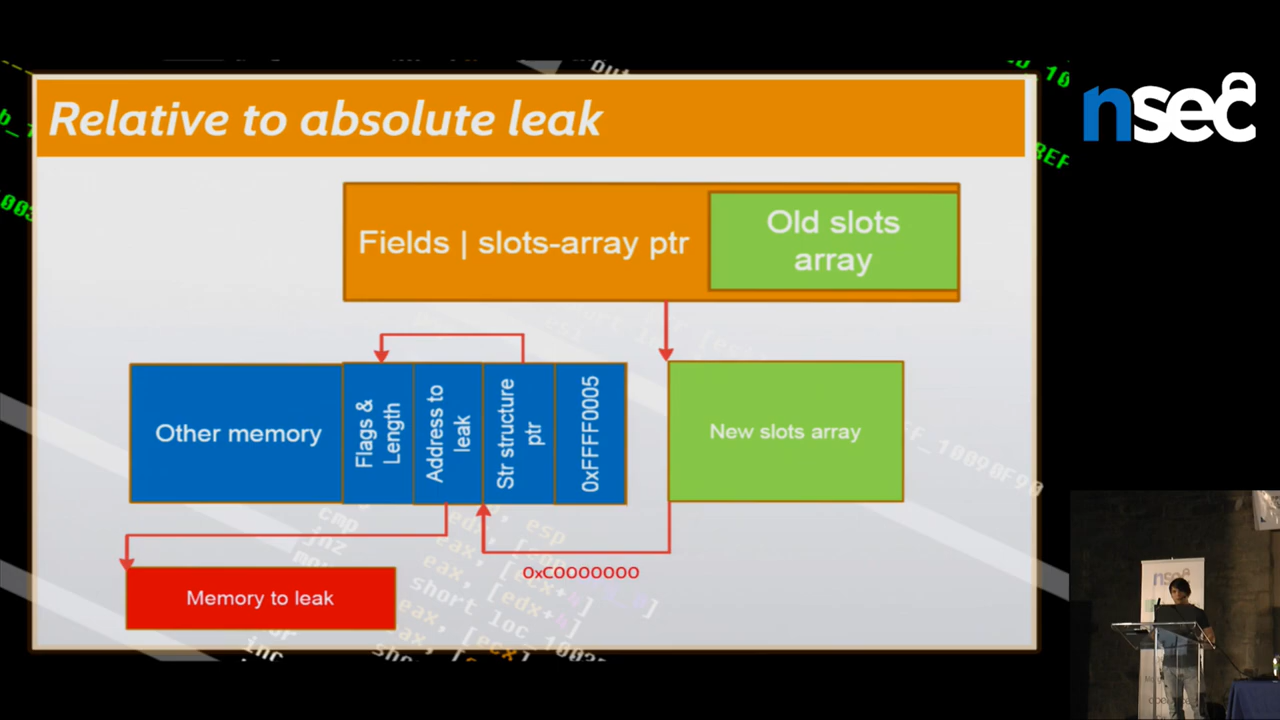 Relative to absolute leak
nsec
Fields | slots-array ptr
Old slots
array
Other memory
Flags &
Length
Address to
leak
Str structure
ptr
0xFFFF0005
New slots array
0xC0000000
Memory to leak
nsec